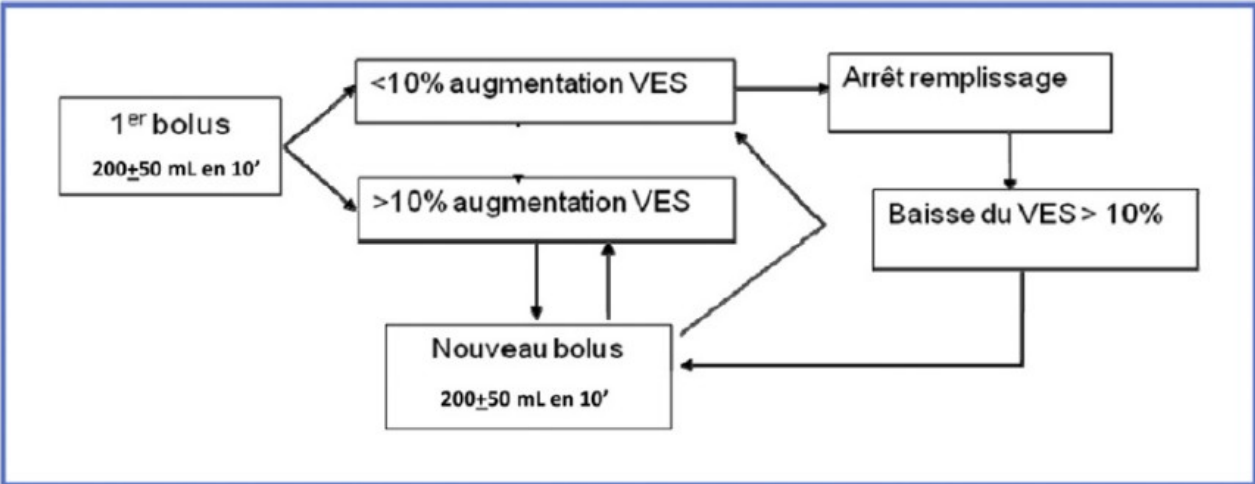 1er bolus
200±50 mL en 10'
<10% augmentation VES
>10% augmentation VES
Nouveau bolus
200±50 mL en 10'
Arrêt remplissage
Baisse du VES > 10%